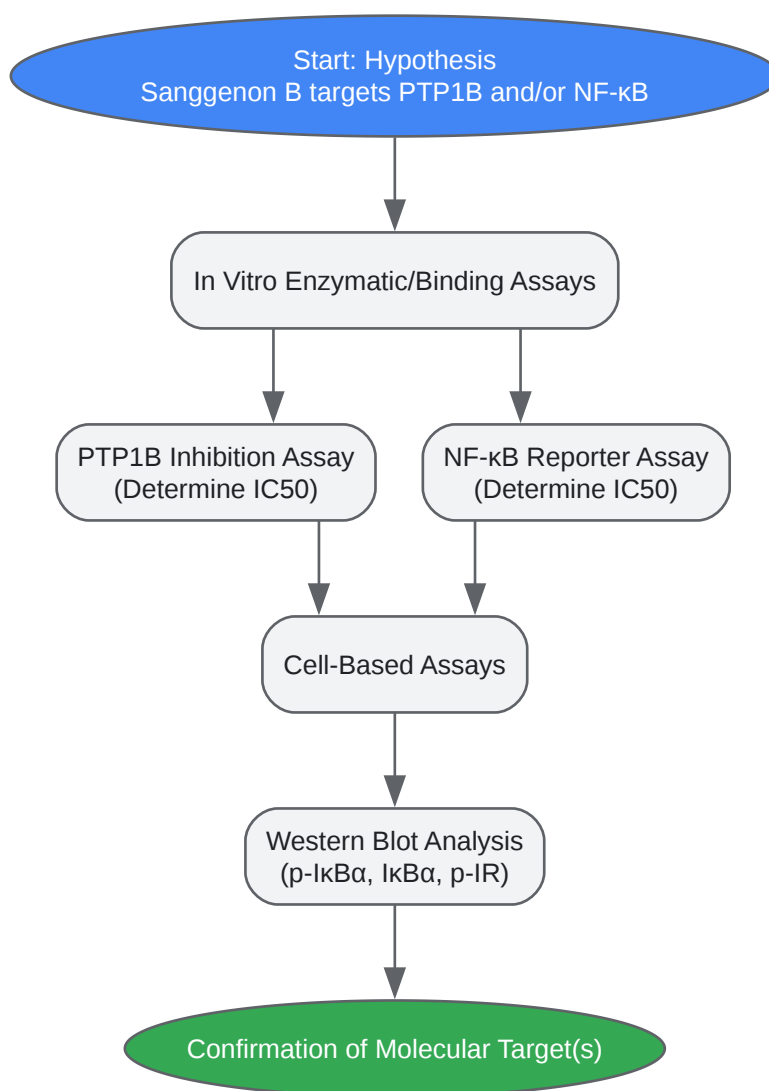 Start: Hypothesis
Sanggenon B targets PTP1B and/or NF-κB
In Vitro Enzymatic/Binding Assays
PTP1B Inhibition Assay
(Determine IC50)
NF-κB Reporter Assay
(Determine IC50)
Cell-Based Assays
Western Blot Analysis
(p-IκBα, IκBα, p-IR)
Confirmation of Molecular Target(s)